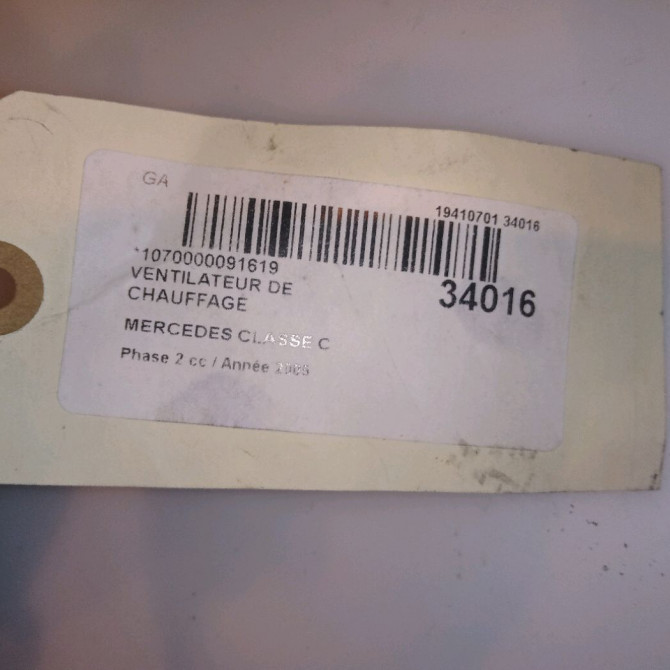 GA
19410701 34016
*1070000091619
34016
VENTILATEUR DE
CHAUFFAGE
MERCEDES CLASSE C
Phase 2 cc / Année